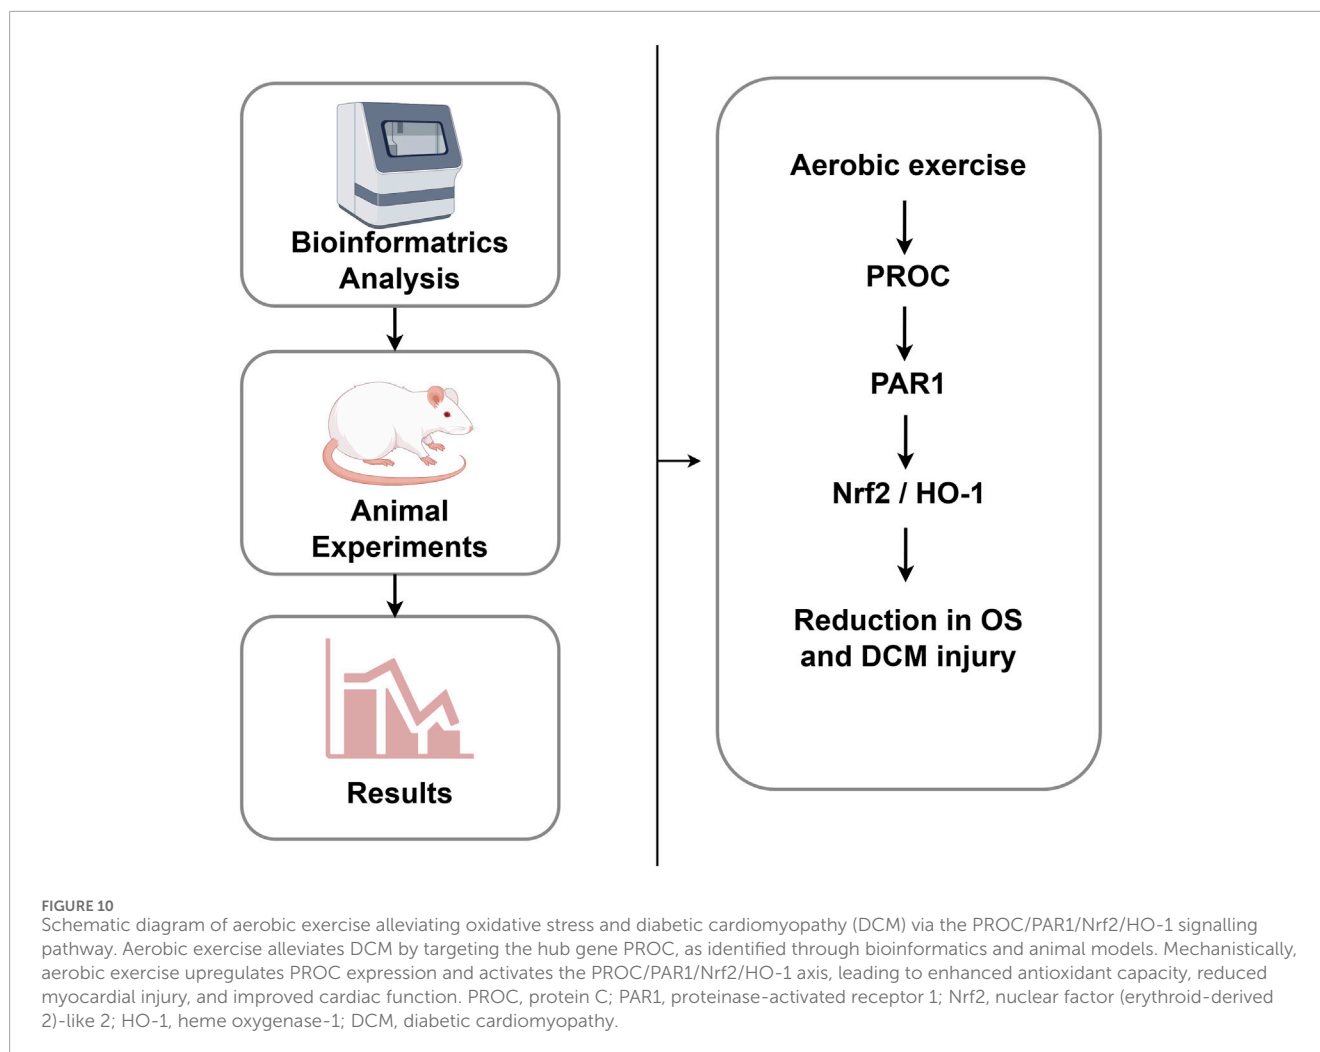 Bioinformatrics
Analysis
Animal
Experiments
Results
Aerobic exercise
PROC
PAR1
Nrf2 / HO-1
Reduction in OS
and DCM injury
FIGURE 10
Schematic diagram of aerobic exercise alleviating oxidative stress and diabetic cardiomyopathy (DCM) via the PROC/PAR1/Nrf2/HO-1 signalling
pathway. Aerobic exercise alleviates DCM by targeting the hub gene PROC, as identified through bioinformatics and animal models. Mechanistically,
aerobic exercise upregulates PROC expression and activates the PROC/PAR1/Nrf2/HO-1 axis, leading to enhanced antioxidant capacity, reduced
myocardial injury, and improved cardiac function. PROC, protein C; PAR1, proteinase-activated receptor 1; Nrf2, nuclear factor (erythroid-derived
2)-like 2; HO-1, heme oxygenase-1; DCM, diabetic cardiomyopathy.